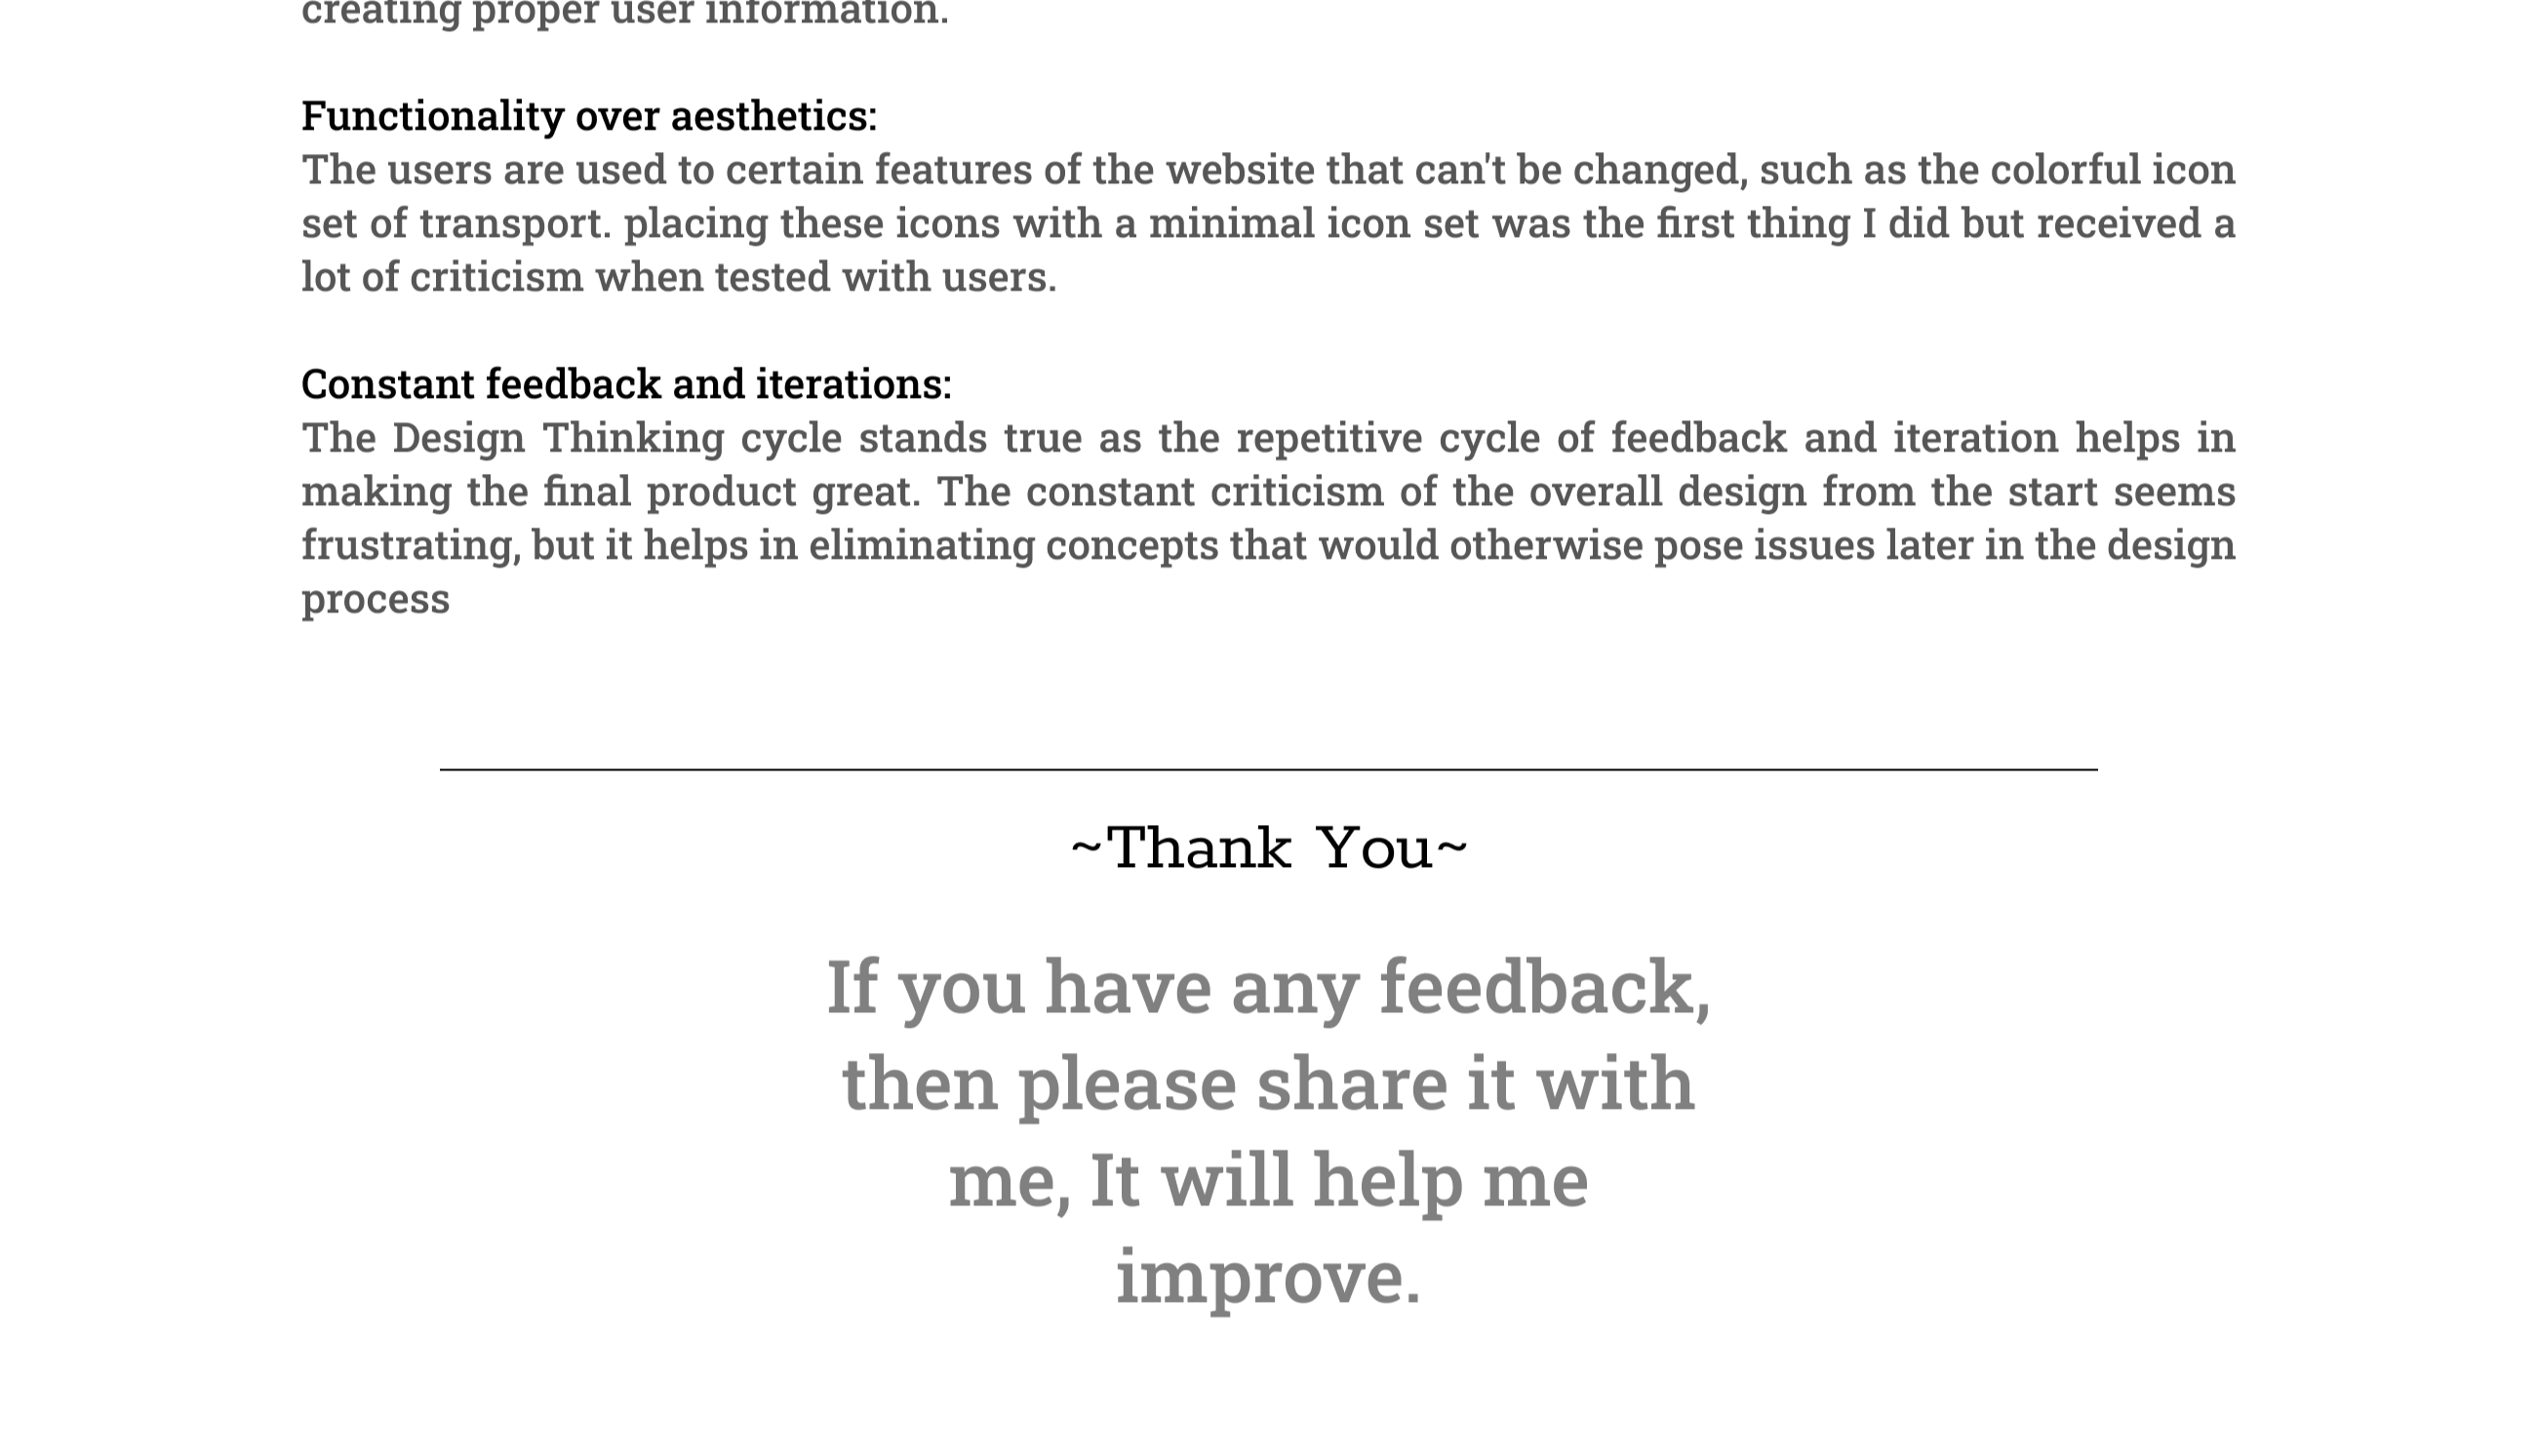 creating proper user information.
Functionality over aesthetics:
The users are used to certain features of the website that can't be changed, such as the colorful icon
set of transport. placing these icons with a minimal icon set was the first thing I did but received a
lot of criticism when tested with users.
Constant feedback and iterations:
The Design Thinking cycle stands true as the repetitive cycle of feedback and iteration helps in
making the final product great. The constant criticism of the overall design from the start seems
frustrating, but it helps in eliminating concepts that would otherwise pose issues later in the design
process
~Thank You~
If you have any feedback,
then please share it with
me, It will help me
improve.